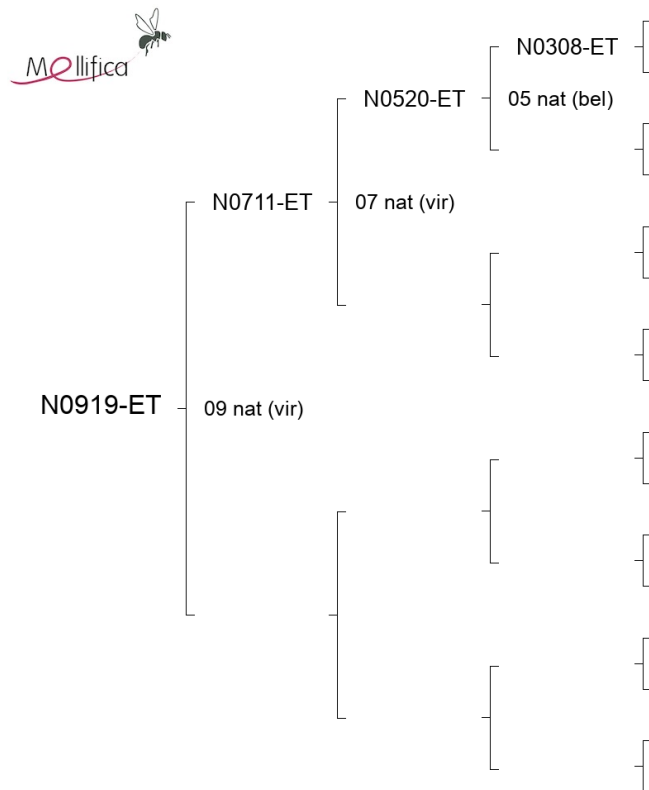 Mellifica
N0308-ET
N0520-ET
05 nat (bel)
N0711-ET
07 nat (vir)
N0919-ET
09 nat (vir)